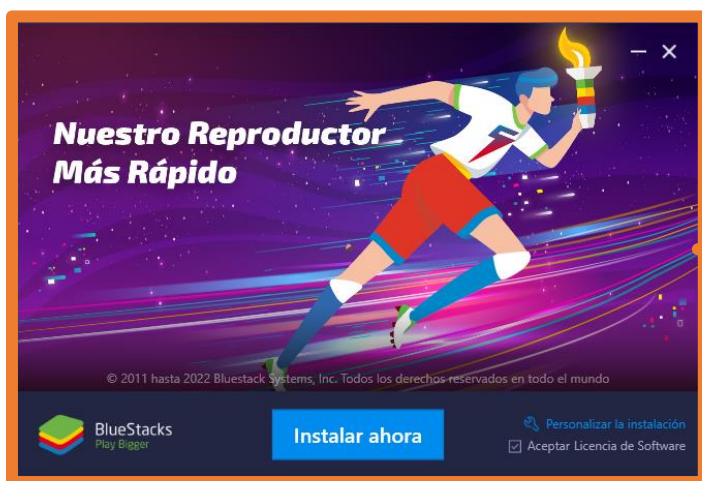 Nuestro Reproductor
Más Rápido
© 2011 hasta 2022 Bluestack Systems, Inc. Todos los derechos reservados en todo el mundo
BlueStacks
Play Bigger
Instalar ahora
Personalizar la instalación
Aceptar Licencia de Software